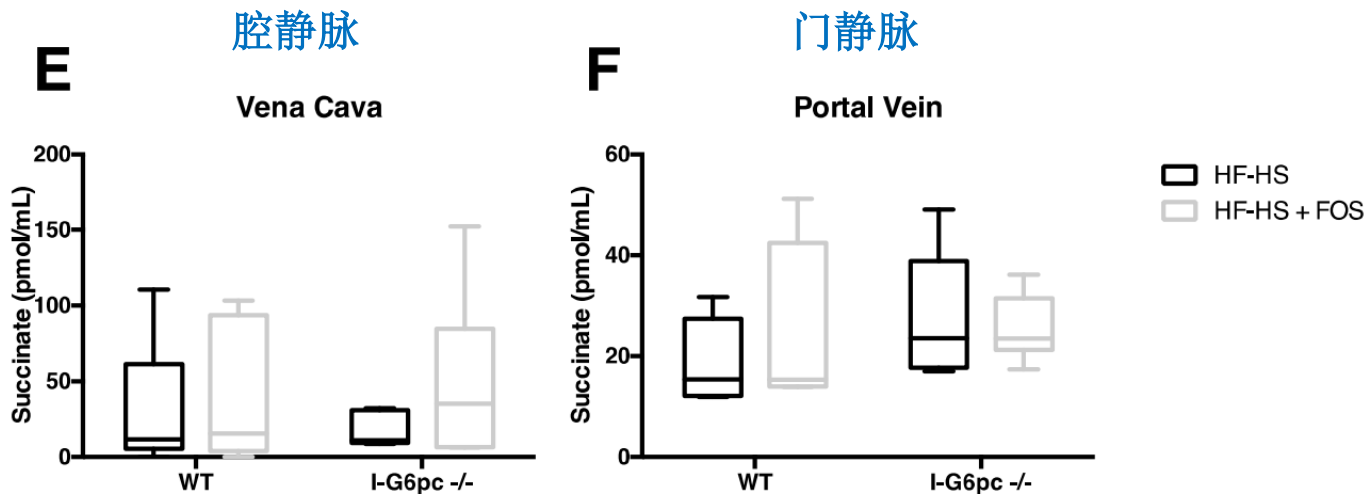 腔静脉
E
Vena Cava
Succinate (pmol/mL)
200
150
100
50
0
WT
I-G6pc -/-
门静脉
F
Portal Vein
Succinate (pmol/mL)
60
40
20
0
WT
I-G6pc -/-
HF-HS
HF-HS + FOS